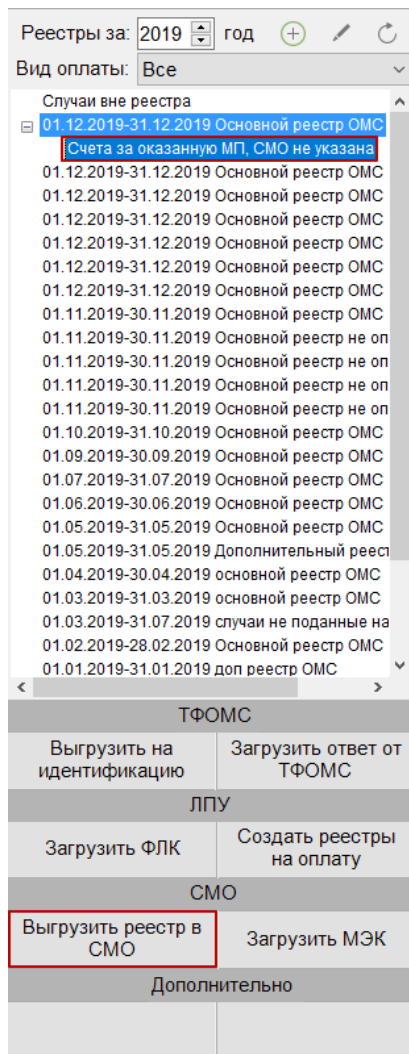 Реестры за: 2019 год
Вид оплаты: Все
Случаи вне реестра
01.12.2019-31.12.2019 Основной реестр ОМС
Счета за оказанную МП, СМО не указана
01.12.2019-31.12.2019 Основной реестр ОМС
01.12.2019-31.12.2019 Основной реестр ОМС
01.12.2019-31.12.2019 Основной реестр ОМС
01.12.2019-31.12.2019 Основной реестр ОМС
01.12.2019-31.12.2019 Основной реестр ОМС
01.12.2019-31.12.2019 Основной реестр ОМС
01.11.2019-30.11.2019 Основной реестр ОМС
01.11.2019-30.11.2019 Основной реестр не оп
01.11.2019-30.11.2019 Основной реестр не оп
01.11.2019-30.11.2019 Основной реестр не оп
01.11.2019-30.11.2019 Основной реестр не оп
01.10.2019-31.10.2019 Основной реестр ОМС
01.09.2019-30.09.2019 Основной реестр ОМС
01.07.2019-31.07.2019 Основной реестр ОМС
01.06.2019-30.06.2019 Основной реестр ОМС
01.05.2019-31.05.2019 Основной реестр ОМС
01.05.2019-31.05.2019 Дополнительный реест
01.04.2019-30.04.2019 основной реестр ОМС
01.03.2019-31.03.2019 основной реестр ОМС
01.03.2019-31.07.2019 случаи не поданные на
01.02.2019-28.02.2019 Основной реестр ОМС
01.01.2019-31.01.2019 доп реестр ОМС
ТФОМС
Выгрузить на идентификацию
Загрузить ответ от ТФОМС
ЛПУ
Загрузить ФЛК
Создать реестры на оплату
СМО
Выгрузить реестр в СМО
Загрузить МЭК
Дополнительно